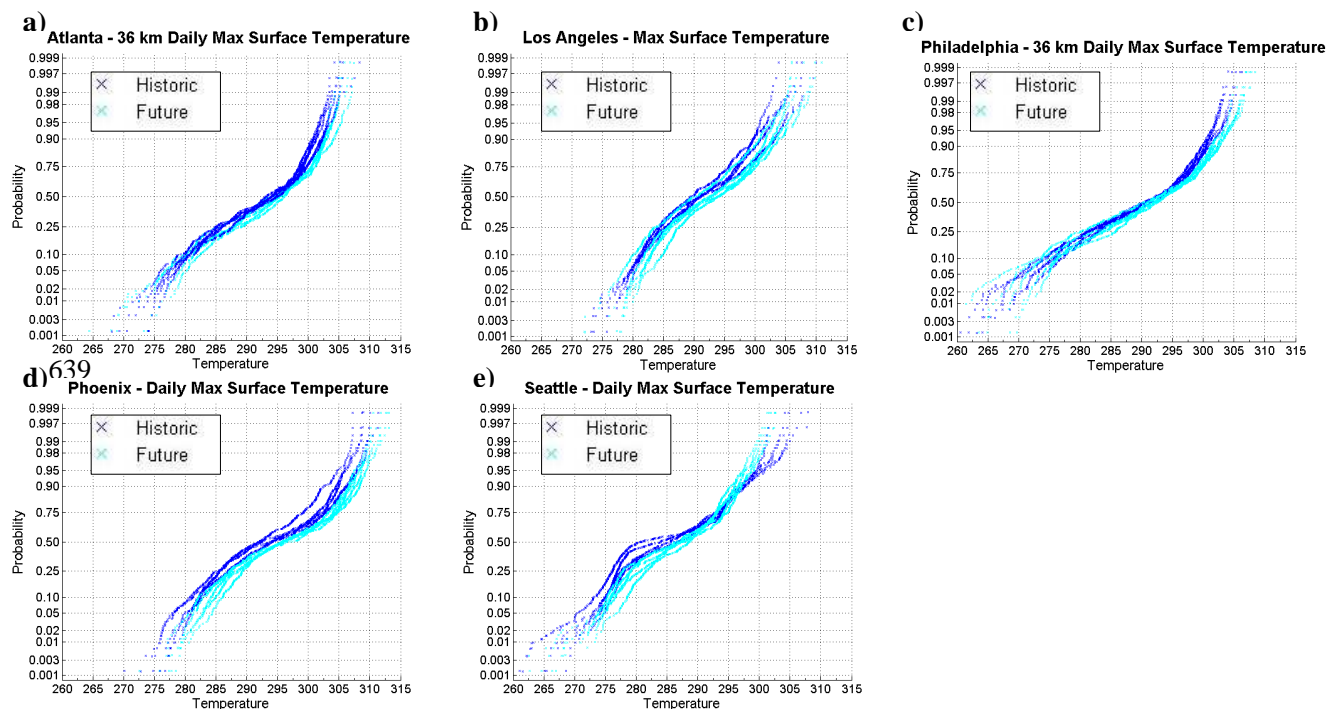 a)
Atlanta - 36 km Daily Max Surface Temperature
Historic
Future
Probability
0.999
0.997
0.99
0.98
0.95
0.90
0.75
0.50
0.25
0.10
0.05
0.02
0.01
0.003
0.001
260 265 270 275 280 285 290 295 300 305 310 315
Temperature
b)
Los Angeles - Max Surface Temperature
Historic
Future
Probability
0.999
0.997
0.99
0.98
0.95
0.90
0.75
0.50
0.25
0.10
0.05
0.02
0.01
0.003
0.001
260 265 270 275 280 285 290 295 300 305 310 315
Temperature
c)
Philadelphia - 36 km Daily Max Surface Temperature
Historic
Future
Probability
0.999
0.997
0.99
0.98
0.95
0.90
0.75
0.50
0.25
0.10
0.05
0.02
0.01
0.003
0.001
260 265 270 275 280 285 290 295 300 305 310 315
Temperature
639
d)
Phoenix - Daily Max Surface Temperature
Historic
Future
Probability
0.999
0.997
0.99
0.98
0.95
0.90
0.75
0.50
0.25
0.10
0.05
0.02
0.01
0.003
0.001
260 265 270 275 280 285 290 295 300 305 310 315
Temperature
e)
Seattle - Daily Max Surface Temperature
Historic
Future
Probability
0.999
0.997
0.99
0.98
0.95
0.90
0.75
0.50
0.25
0.10
0.05
0.02
0.01
0.003
0.001
260 265 270 275 280 285 290 295 300 305 310 315
Temperature